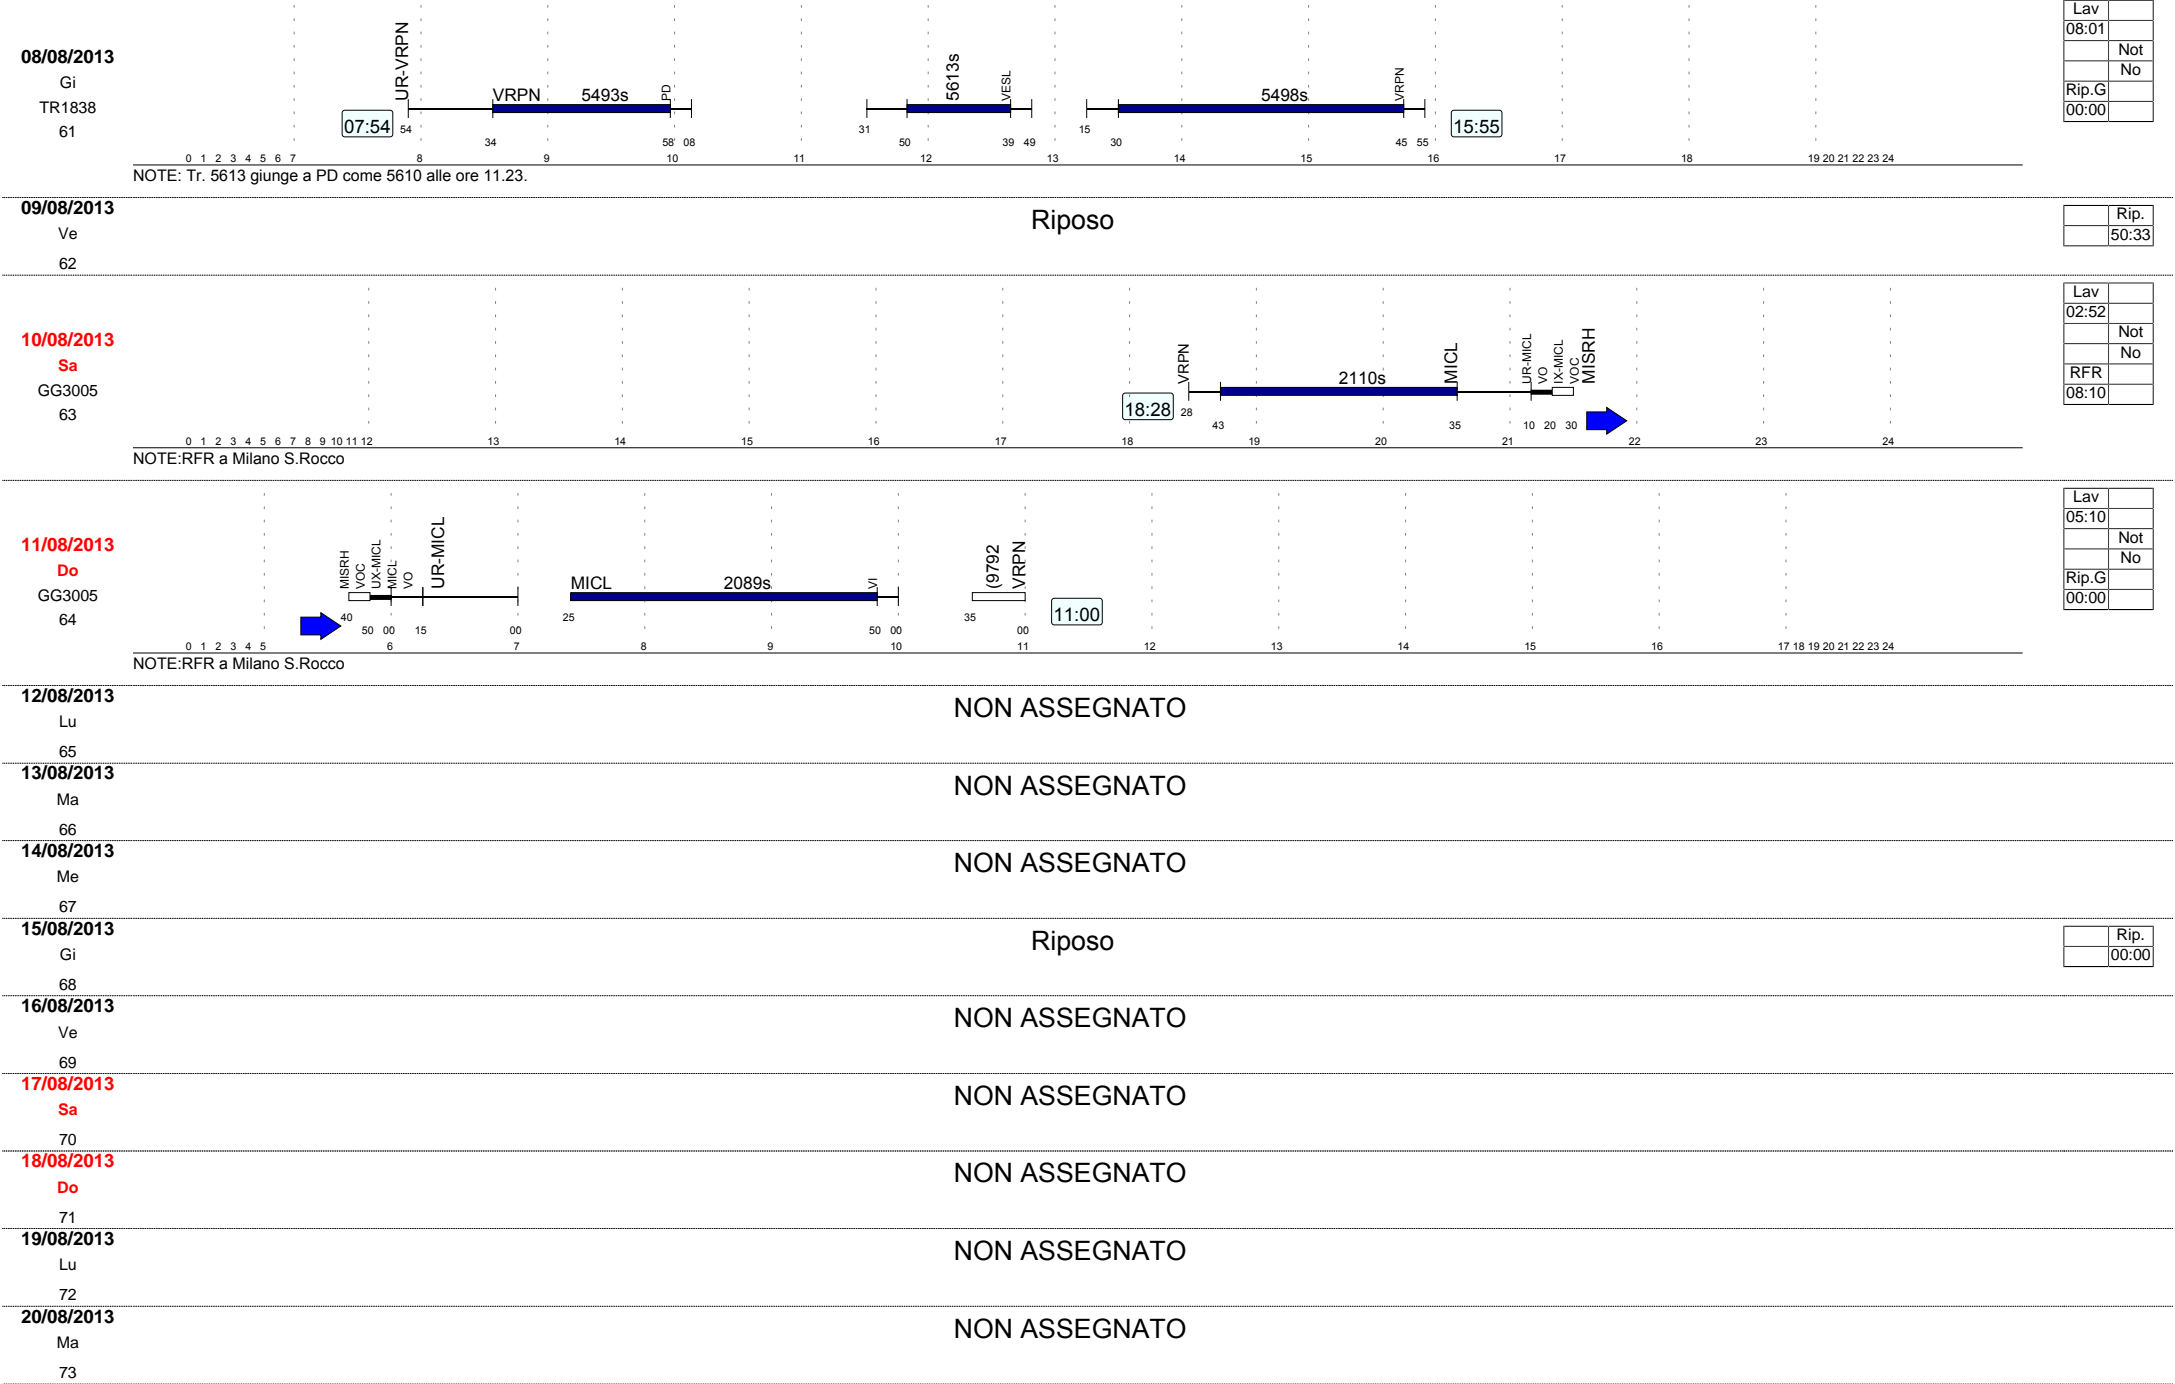 08/08/2013
Gi
TR1838
61
UR-VRPN
VRPN 5493s PD
5613s VESL
5498s VRPN
07:54
15:55
54 34 58' 08 31 50 39 49 15 30 45 55
0 1 2 3 4 5 6 7 8 9 10 11 12 13 14 15 16 17 18 19 20 21 22 23 24
NOTE: Tr. 5613 giunge a PD come 5610 alle ore 11.23.
Lav
08:01
Not
No
Rip.G
00:00
09/08/2013
Ve
62
Riposo
Rip.
50:33
10/08/2013
Sa
GG3005
63
VRPN 2110s MICL UR-MICL VO IX-MICL VOC MISRH
18:28
28 43 35 10 20 30
0 1 2 3 4 5 6 7 8 9 10 11 12 13 14 15 16 17 18 19 20 21 22 23 24
NOTE:RFR a Milano S.Rocco
Lav
02:52
Not
No
RFR
08:10
11/08/2013
Do
GG3005
64
MISRH VOC UX-MICL MICL VO UR-MICL
MICL 2089s VI
(9792 VRPN
11:00
40 50 00 15 00 25 50 00 35 00
0 1 2 3 4 5 6 7 8 9 10 11 12 13 14 15 16 17 18 19 20 21 22 23 24
NOTE:RFR a Milano S.Rocco
Lav
05:10
Not
No
Rip.G
00:00
12/08/2013
Lu
65
NON ASSEGNATO
13/08/2013
Ma
66
NON ASSEGNATO
14/08/2013
Me
67
NON ASSEGNATO
15/08/2013
Gi
68
Riposo
Rip.
00:00
16/08/2013
Ve
69
NON ASSEGNATO
17/08/2013
Sa
70
NON ASSEGNATO
18/08/2013
Do
71
NON ASSEGNATO
19/08/2013
Lu
72
NON ASSEGNATO
20/08/2013
Ma
73
NON ASSEGNATO